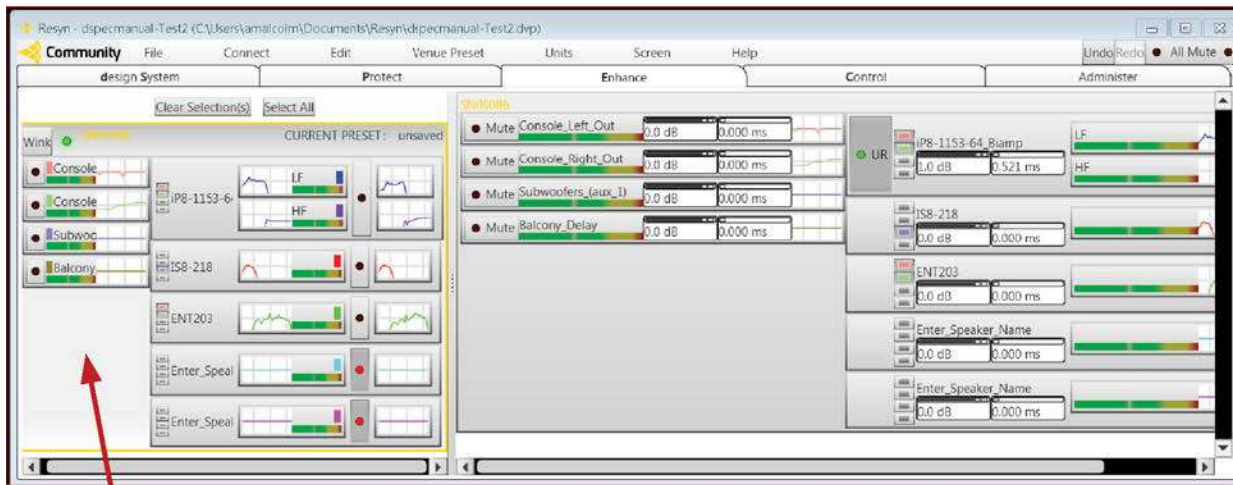 Resyn - dspecmanual-Test2 (C:\Users\amalcolm\Documents\Resyn\dspecmanual-Test2.dvp)
Community File Connect Edit Venue Preset Units Screen Help Undo Redo All Mute
design System Protect Enhance Control Administer
Clear Selection(s) Select All
Wink CURRENT PRESET: unsaved
Console
Console
Subwoo
Balcony
iP8-1153-6
LF
HF
IS8-218
ENT203
Enter_Speal
Enter_Speal
SN00086
Mute Console_Left_Out 0.0 dB 0.000 ms
Mute Console_Right_Out 0.0 dB 0.000 ms
Mute Subwoofers_(aux_1) 0.0 dB 0.000 ms
Mute Balcony_Delay 0.0 dB 0.000 ms
UR
iP8-1153-64_Biamp
1.0 dB 0.521 ms
LF
HF
IS8-218
0.0 dB 0.000 ms
ENT203
0.0 dB 0.000 ms
Enter_Speaker_Name
0.0 dB 0.000 ms
Enter_Speaker_Name
0.0 dB 0.000 ms